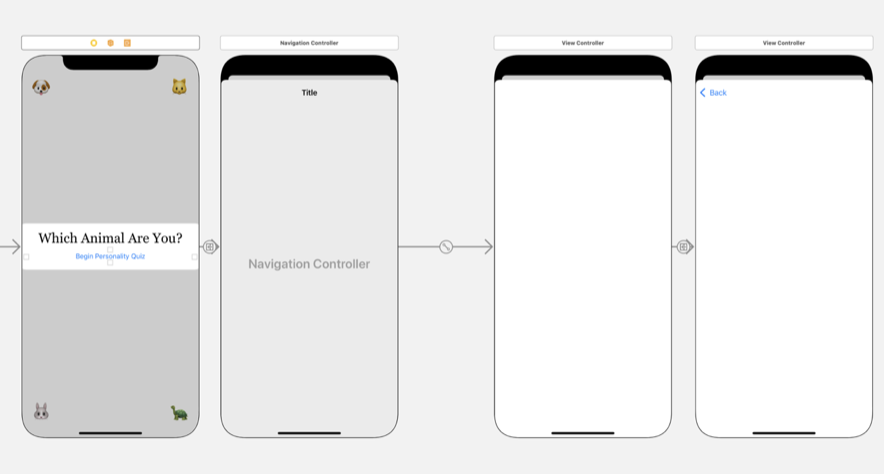 Navigation Controller
View Controller
View Controller
Title
Back
Which Animal Are You?
Begin Personality Quiz
Navigation Controller